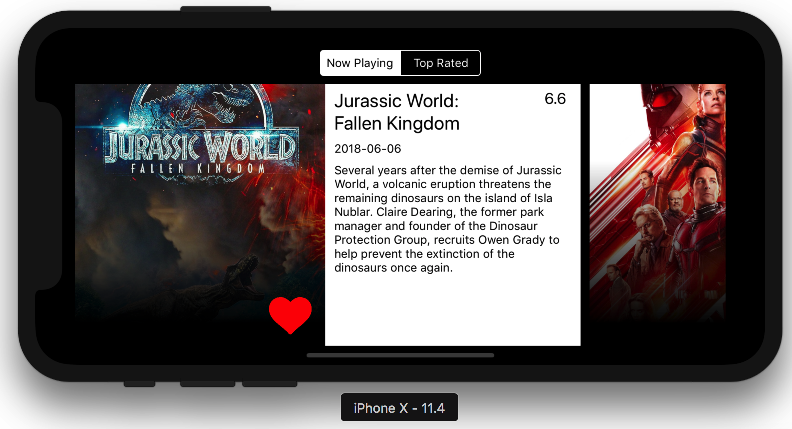 Now Playing
Top Rated
JURASSIC WORLD
FALLEN KINGDOM
Jurassic World:
Fallen Kingdom
6.6
2018-06-06
Several years after the demise of Jurassic
World, a volcanic eruption threatens the
remaining dinosaurs on the island of Isla
Nublar. Claire Dearing, the former park
manager and founder of the Dinosaur
Protection Group, recruits Owen Grady to
help prevent the extinction of the
dinosaurs once again.
iPhone X - 11.4